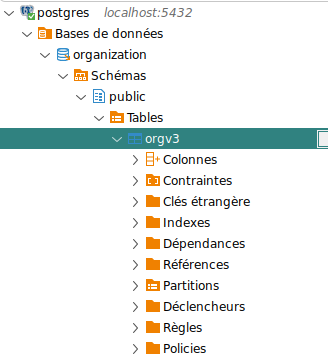 postgres localhost:5432
Bases de données
organization
Schémas
public
Tables
orgv3
Colonnes
Contraintes
Clés étrangère
Indexes
Dépendances
Références
Partitions
Déclencheurs
Règles
Policies